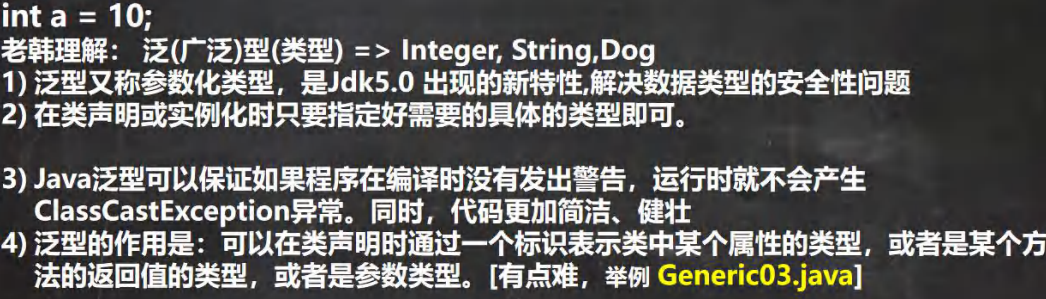 int a = 10;
老韩理解： 泛(广泛)型(类型) => Integer, String,Dog
1) 泛型又称参数化类型，是Jdk5.0 出现的新特性,解决数据类型的安全性问题
2) 在类声明或实例化时只要指定好需要的具体的类型即可。
3) Java泛型可以保证如果程序在编译时没有发出警告，运行时就不会产生
ClassCastException异常。同时，代码更加简洁、健壮
4) 泛型的作用是：可以在类声明时通过一个标识表示类中某个属性的类型，或者是某个方
法的返回值的类型，或者是参数类型。[有点难，举例 Generic03.java]